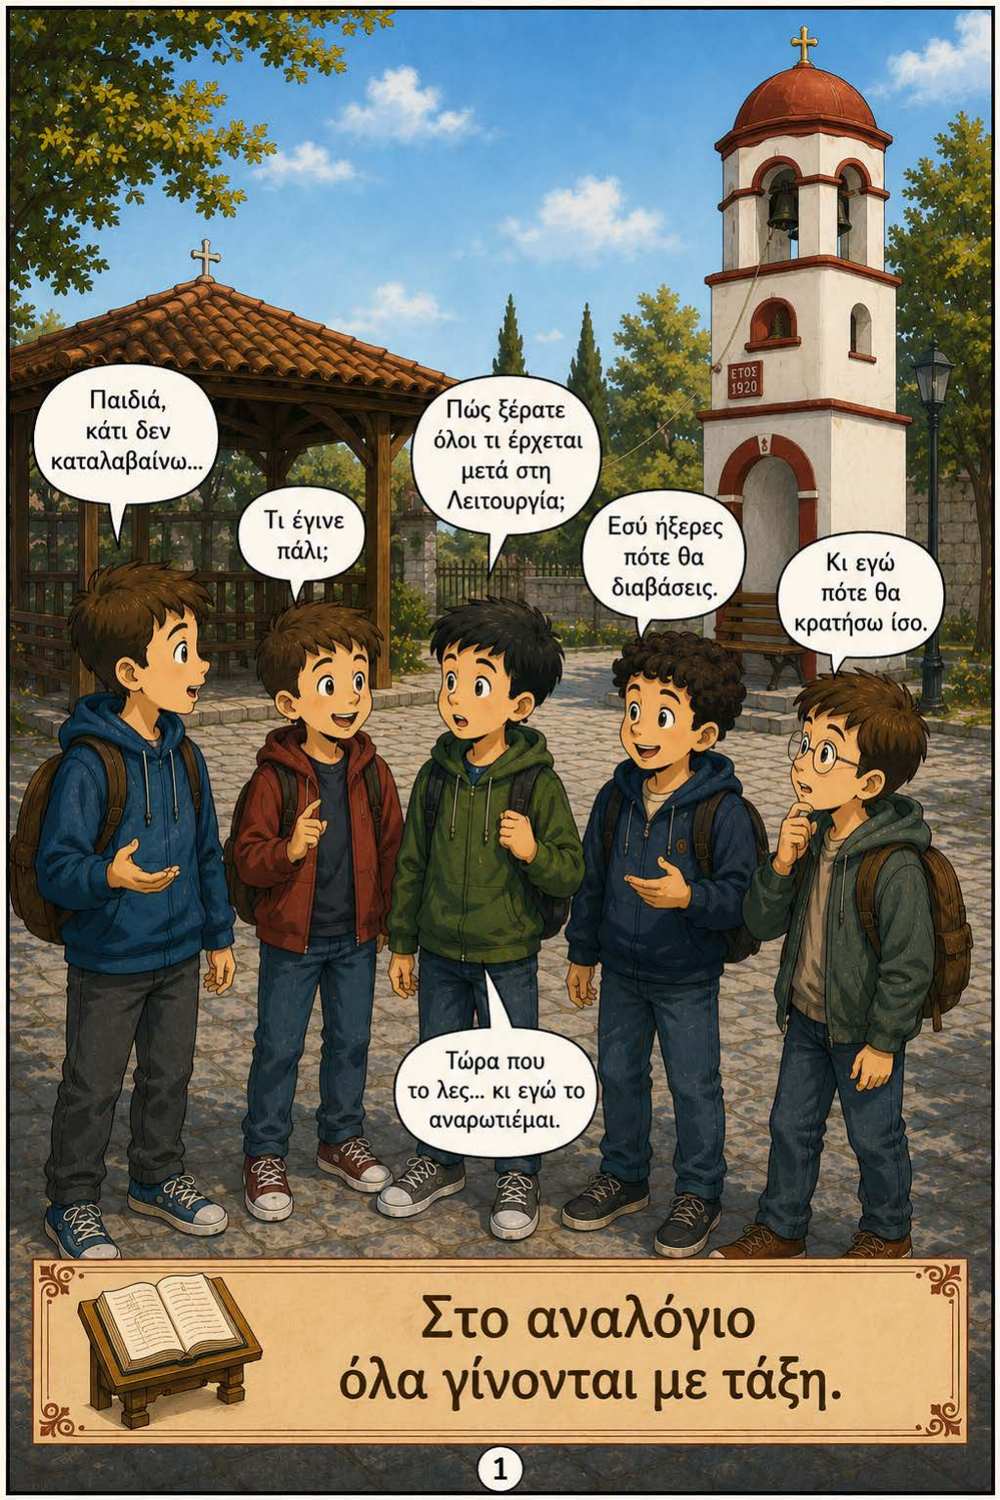 Παιδιά,
κάτι δεν
καταλαβαίνω...
Τι έγινε
πάλι;
Πώς ξέρατε
όλοι τι έρχεται
μετά στη
Λειτουργία;
Εσύ ήξερες
πότε θα
διαβάσεις.
Κι εγώ
πότε θα
κρατήσω ίσο.
ΕΤΟΣ
1920
Τώρα που
το λες... κι εγώ το
αναρωτιέμαι.
Στο αναλόγιο
όλα γίνονται με τάξη.
1